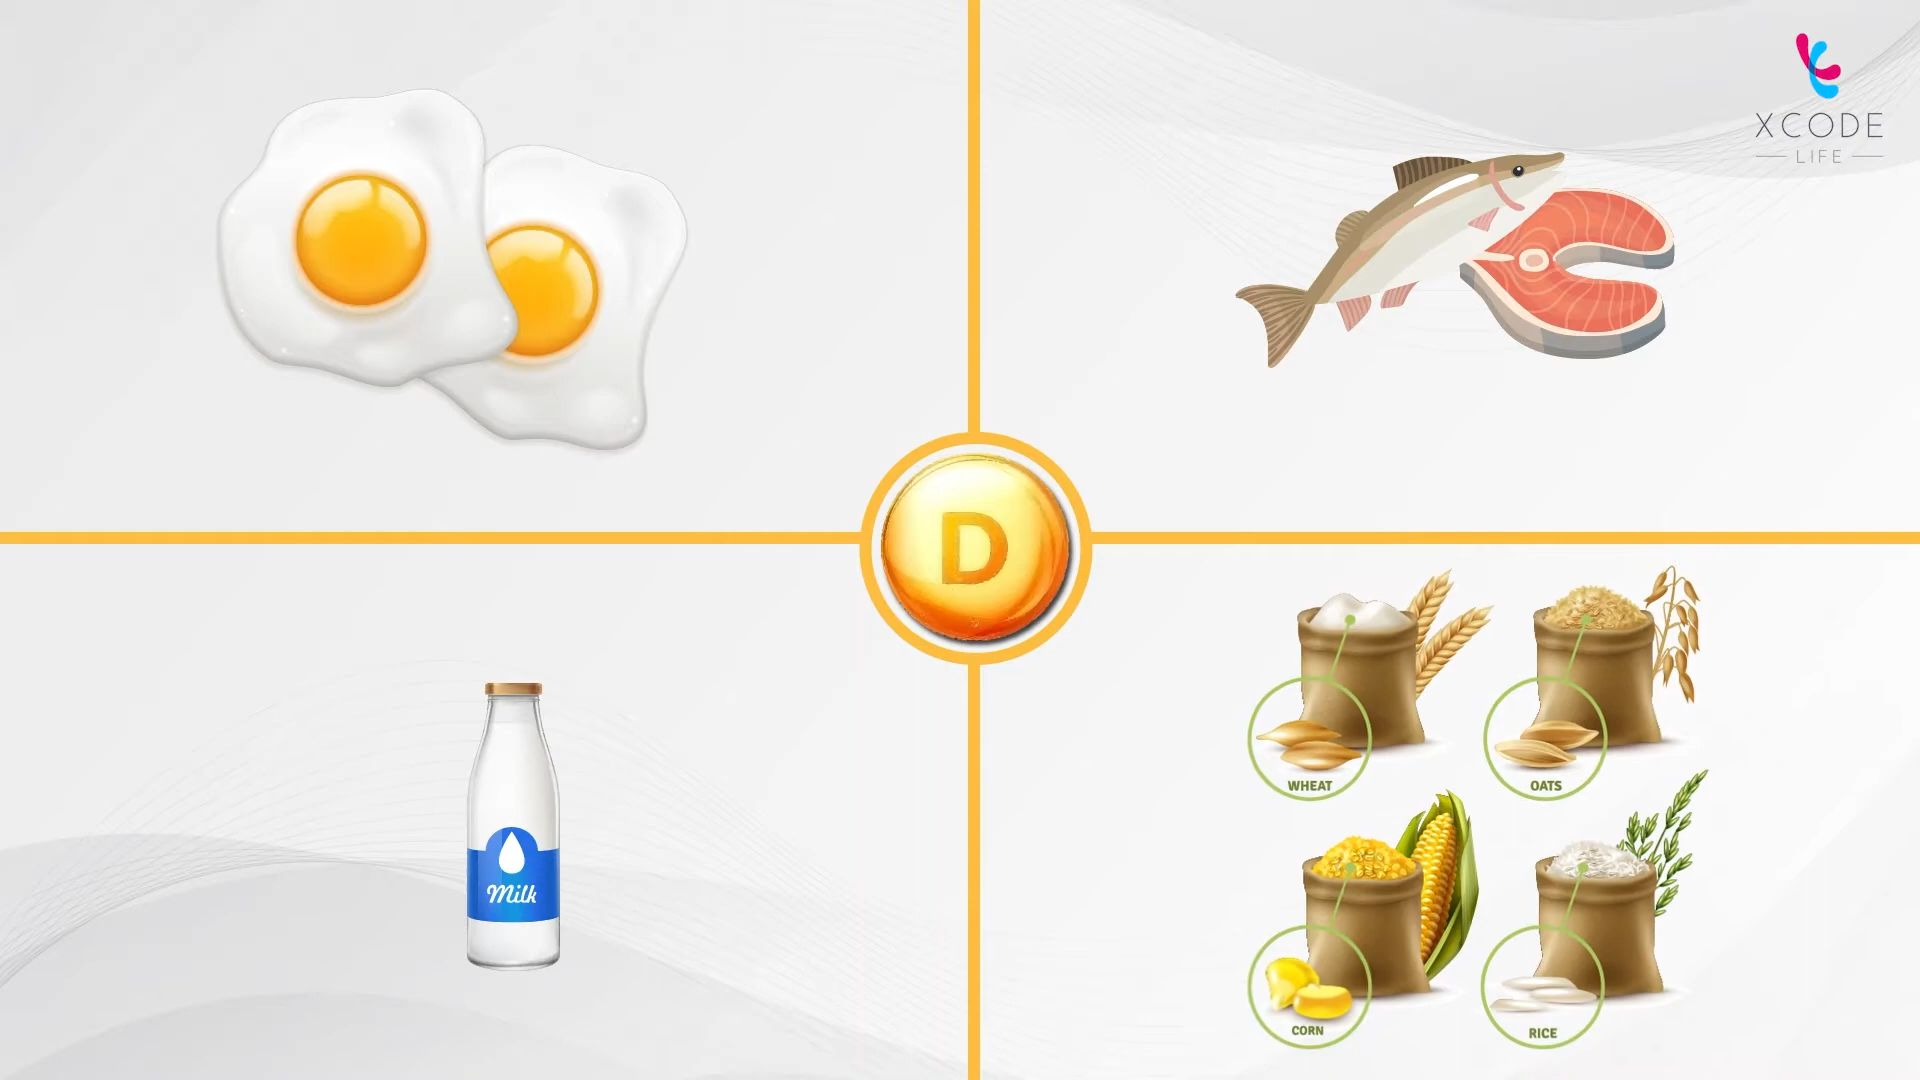 XCODE
LIFE
D
Milk
WHEAT
OATS
CORN
RICE